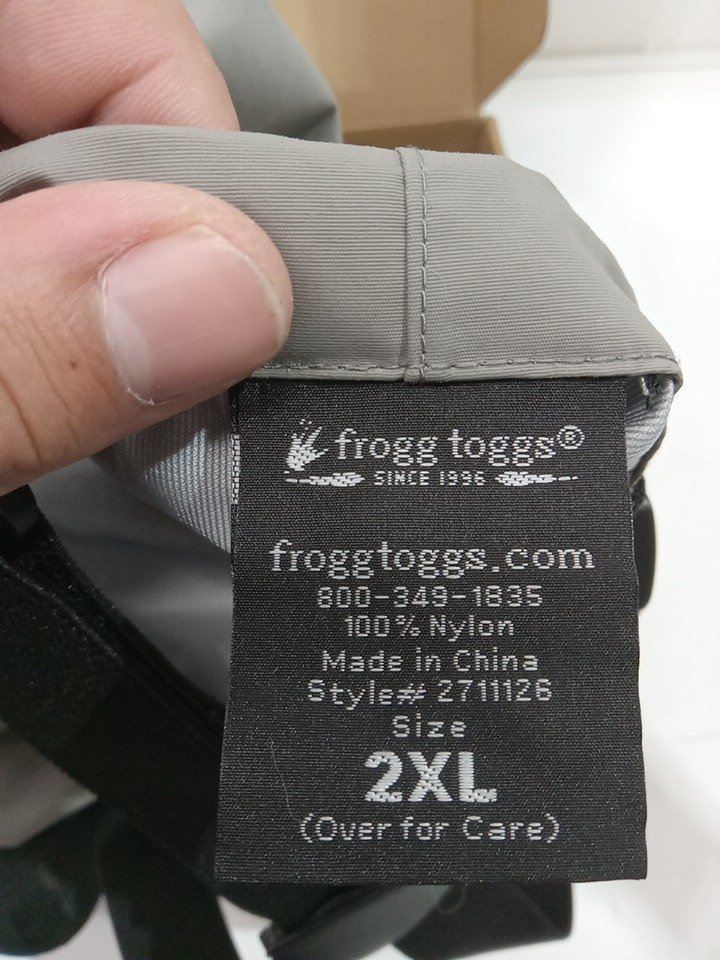 frogg toggs®
SINCE 1996
froggtoggs.com
800-349-1835
100% Nylon
Made in China
Style# 2711126
Size
2XL
(Over for Care)